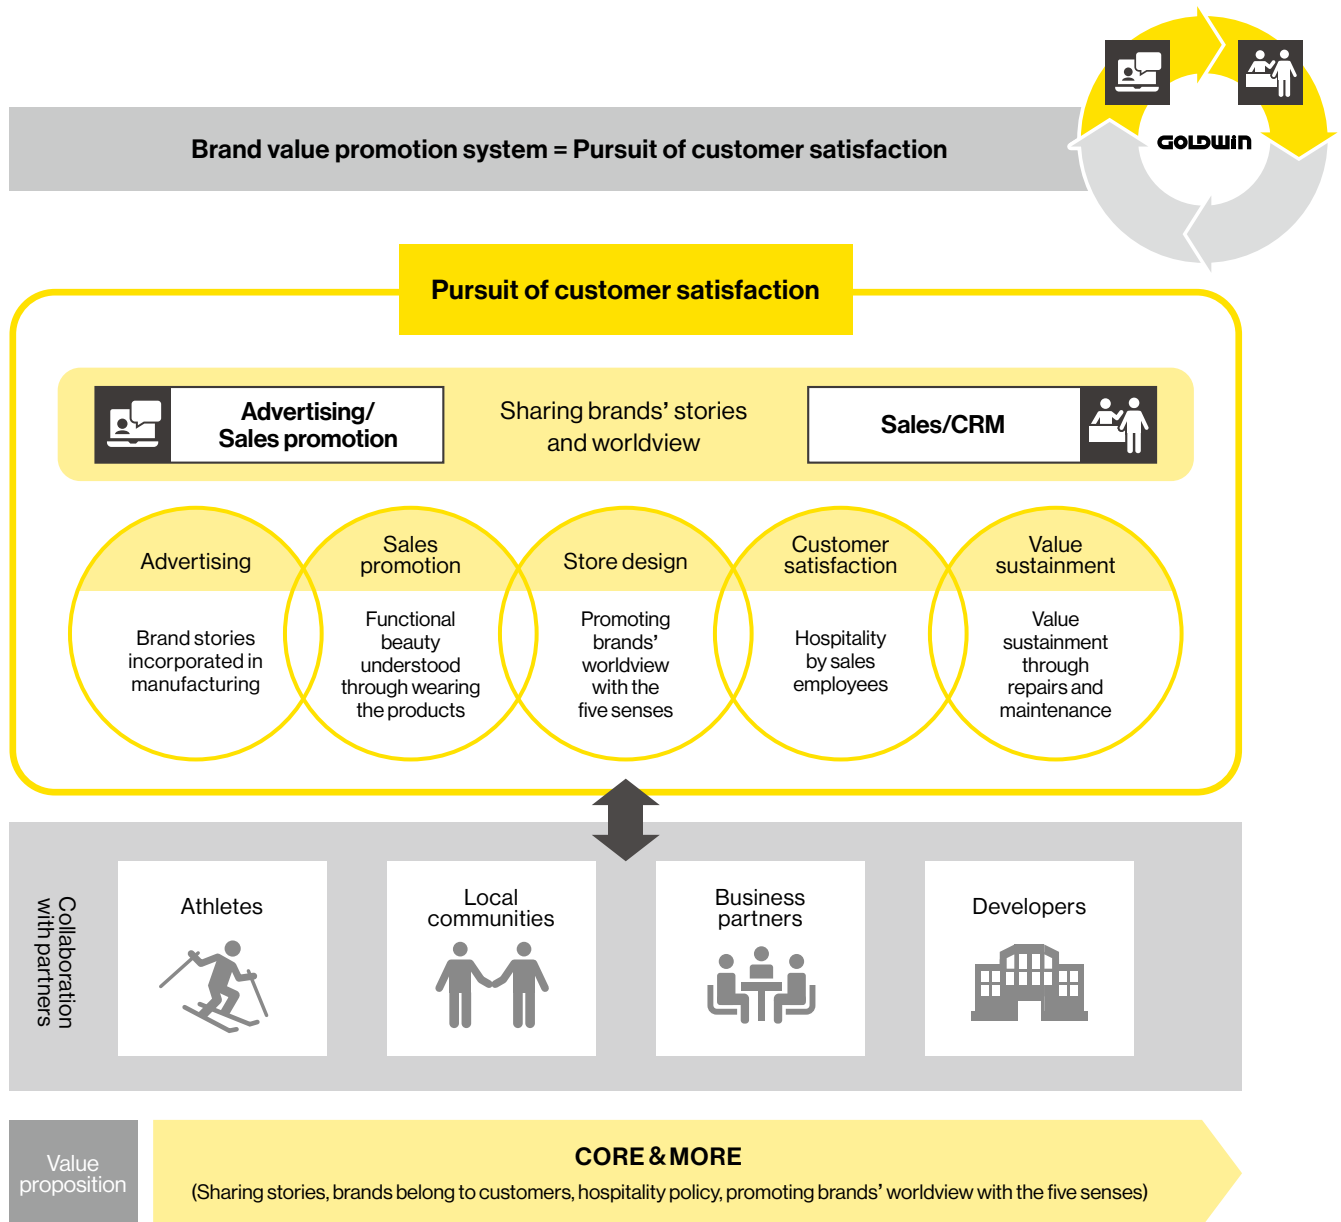 GOLDWIN
Brand value promotion system = Pursuit of customer satisfaction
Pursuit of customer satisfaction
Advertising/
Sales promotion
Sharing brands’ stories
and worldview
Sales/CRM
Advertising
Brand stories
incorporated in
manufacturing
Sales
promotion
Functional
beauty
understood
through wearing
the products
Store design
Promoting
brands’
worldview
with the
five senses
Customer
satisfaction
Hospitality
by sales
employees
Value
sustainment
Value
sustainment
through
repairs and
maintenance
Collaboration
with partners
Athletes
Local
communities
Business
partners
Developers
Value
proposition
CORE & MORE
(Sharing stories, brands belong to customers, hospitality policy, promoting brands’ worldview with the five senses)